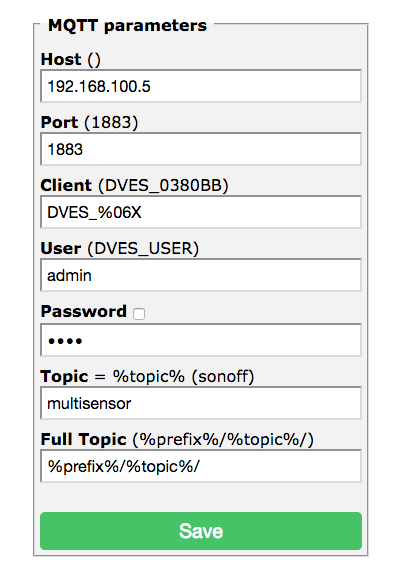 MQTT parameters
Host ()
192.168.100.5
Port (1883)
1883
Client (DVES_0380BB)
DVES_%06X
User (DVES_USER)
admin
Password
••••
Topic = %topic% (sonoff)
multisensor
Full Topic (%prefix%/%topic%/)
%prefix%/%topic%/
Save